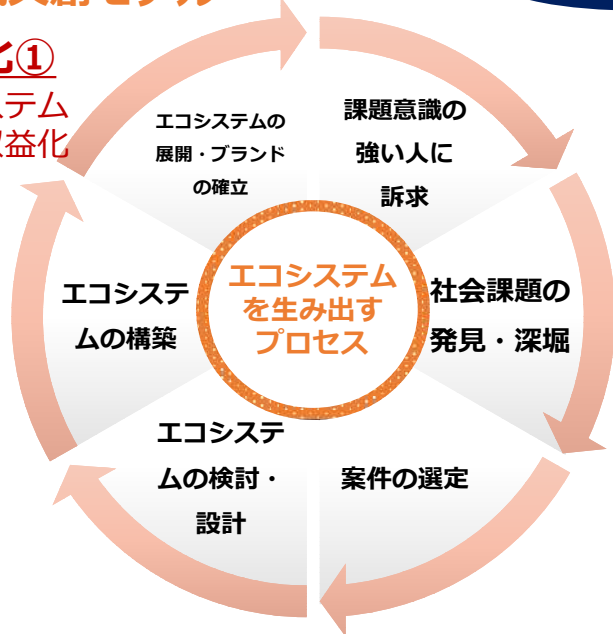 化①
ステム
益化
エコシステムの
展開・ブランド
の確立
課題意識の
強い人に
訴求
エコシステム
を生み出す
プロセス
社会課題の
発見・深堀
エコシステ
ムの構築
エコシステ
ムの検討・
設計
案件の選定